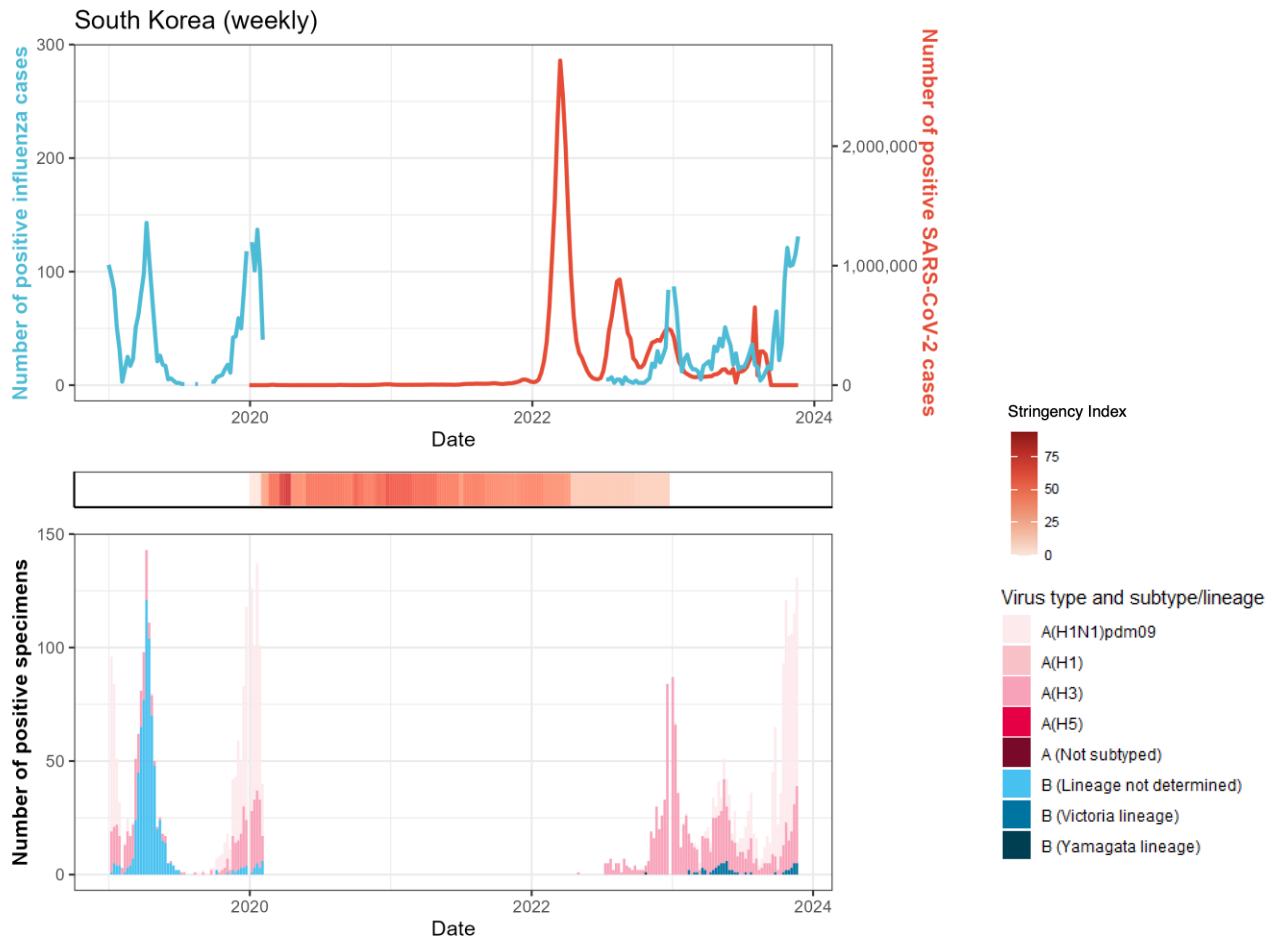 South Korea (weekly)
Number of positive influenza cases
300
200
100
0
Number of positive SARS-CoV-2 cases
2,000,000
1,000,000
0
2020
2022
2024
Date
Stringency Index
75
50
25
0
Number of positive specimens
150
100
50
0
2020
2022
2024
Date
Virus type and subtype/lineage
A(H1N1)pdm09
A(H1)
A(H3)
A(H5)
A (Not subtyped)
B (Lineage not determined)
B (Victoria lineage)
B (Yamagata lineage)